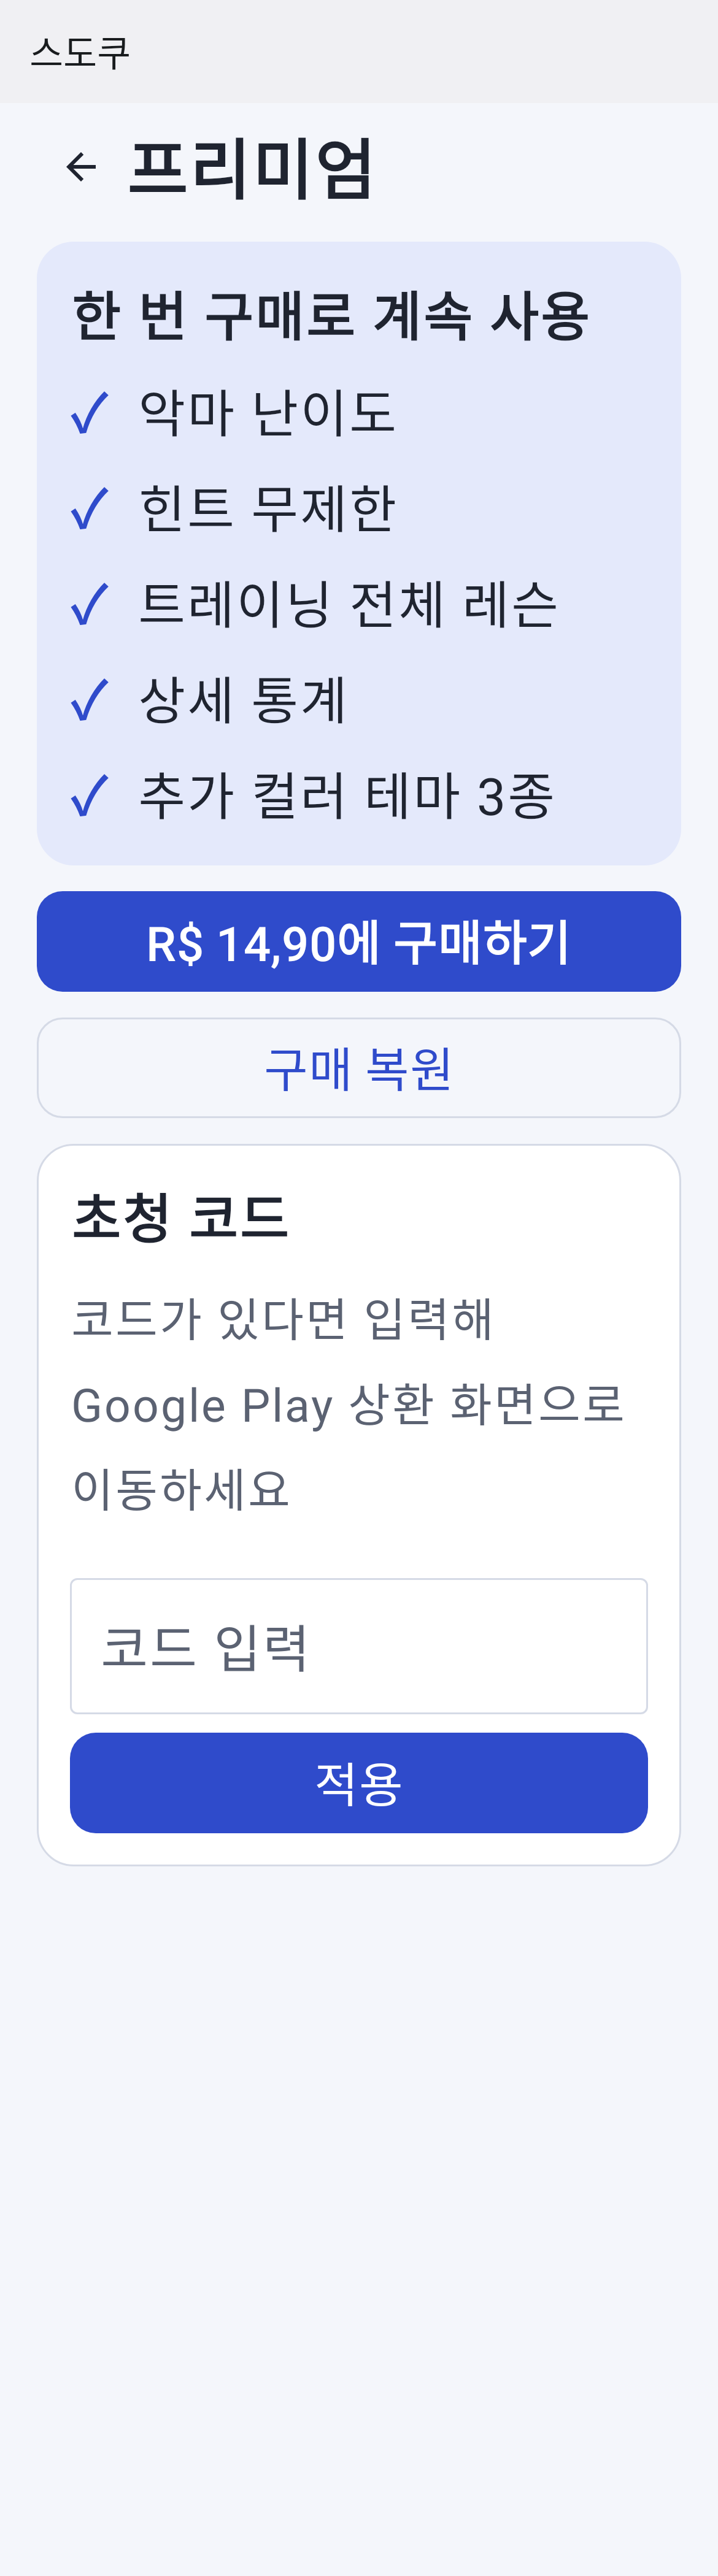 스도쿠
프리미엄
한 번 구매로 계속 사용
악마 난이도
힌트 무제한
트레이닝 전체 레슨
상세 통계
추가 컬러 테마 3종
R$ 14,90에 구매하기
구매 복원
초청 코드
코드가 있다면 입력해
Google Play 상환 화면으로
이동하세요
코드 입력
적용